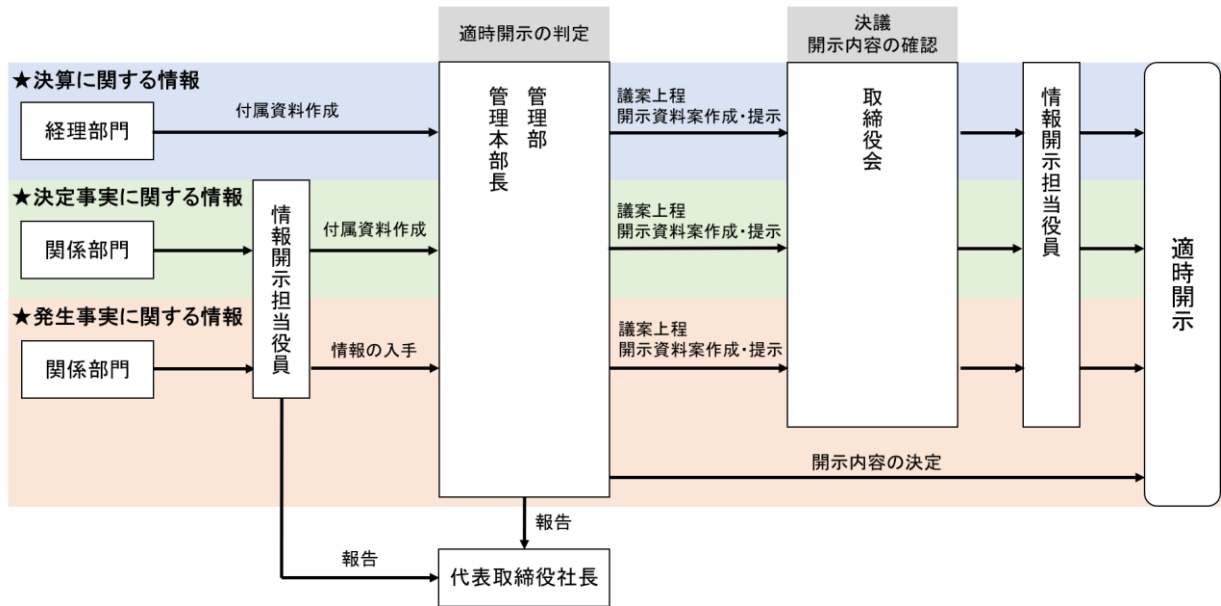 適時開示の判定
決議
開示内容の確認
★決算に関する情報
経理部門
付属資料作成
管理部
管理本部長
議案上程
開示資料案作成・提示
取締役会
情報開示担当役員
適時開示
★決定事実に関する情報
関係部門
情報開示担当役員
付属資料作成
議案上程
開示資料案作成・提示
★発生事実に関する情報
関係部門
情報の入手
議案上程
開示資料案作成・提示
開示内容の決定
報告
報告
代表取締役社長